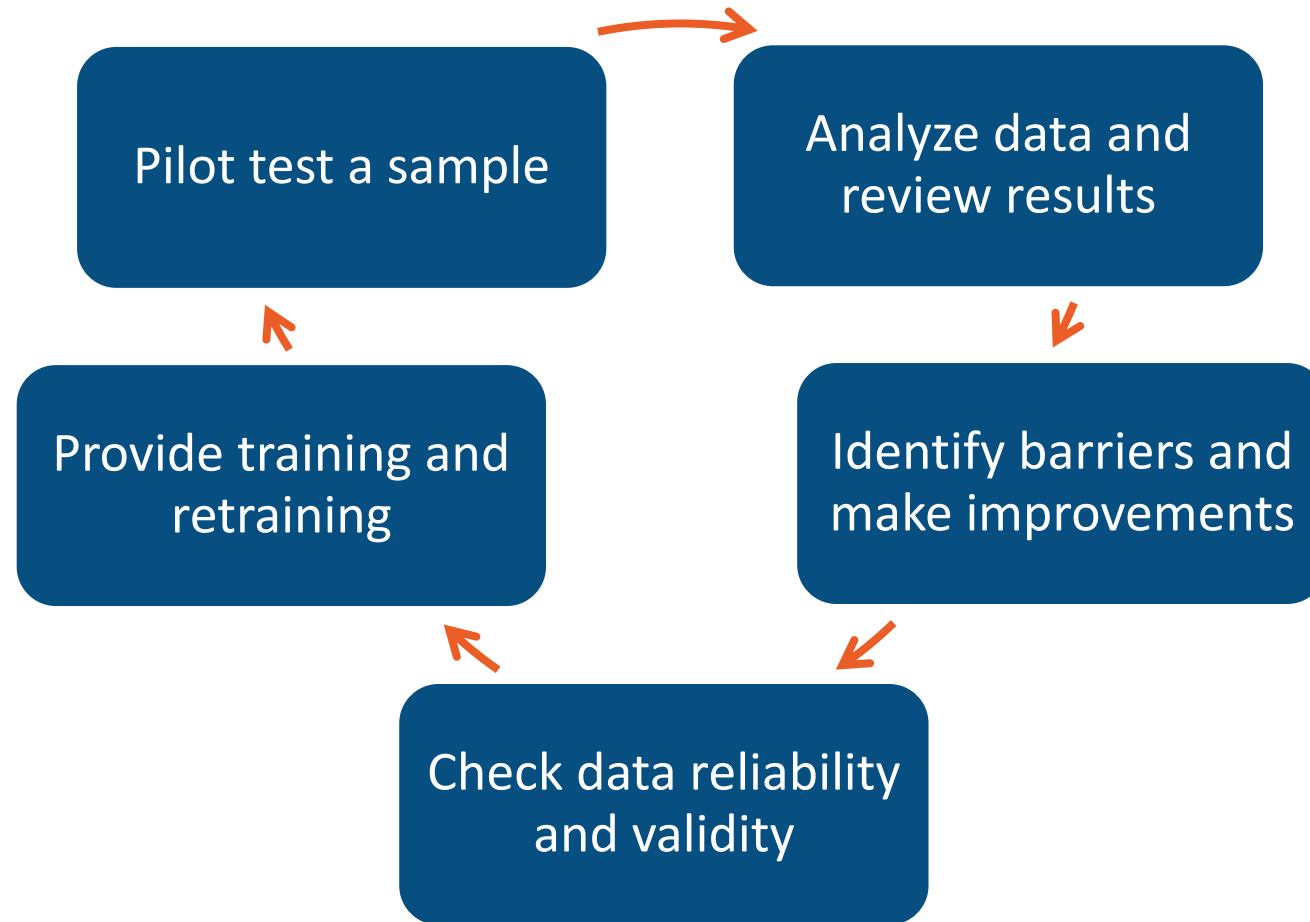 Pilot test a sample
Analyze data and
review results
Identify barriers and
make improvements
Check data reliability
and validity
Provide training and
retraining